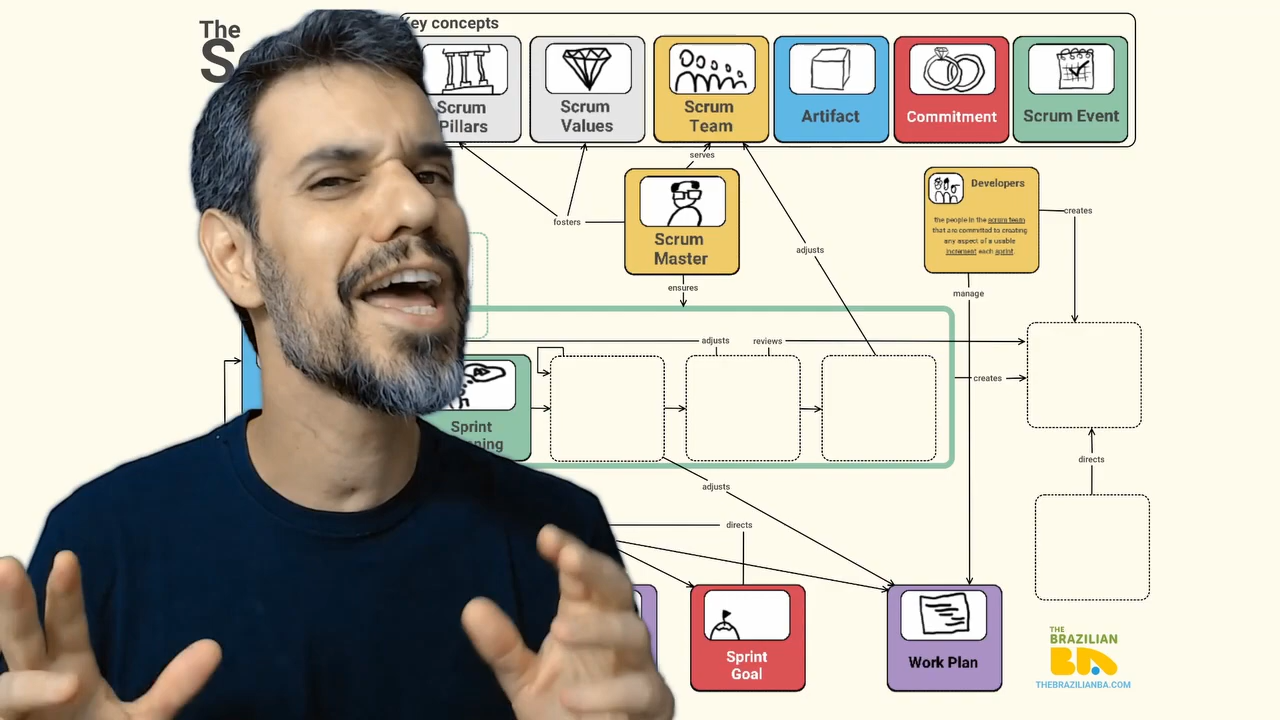 The
S
Key concepts
Scrum
Pillars
Scrum
Values
Scrum
Team
Artifact
Commitment
Scrum Event
serves
Scrum
Master
fosters
adjusts
Developers
The people in the scrum team
that are committed to creating
any aspect of a usable
increment each sprint.
creates
ensures
manage
adjusts
reviews
creates
Sprint
ning
adjusts
directs
directs
Sprint
Goal
Work Plan
THE
BRAZILIAN
BA
THEBRAZILIANBA.COM